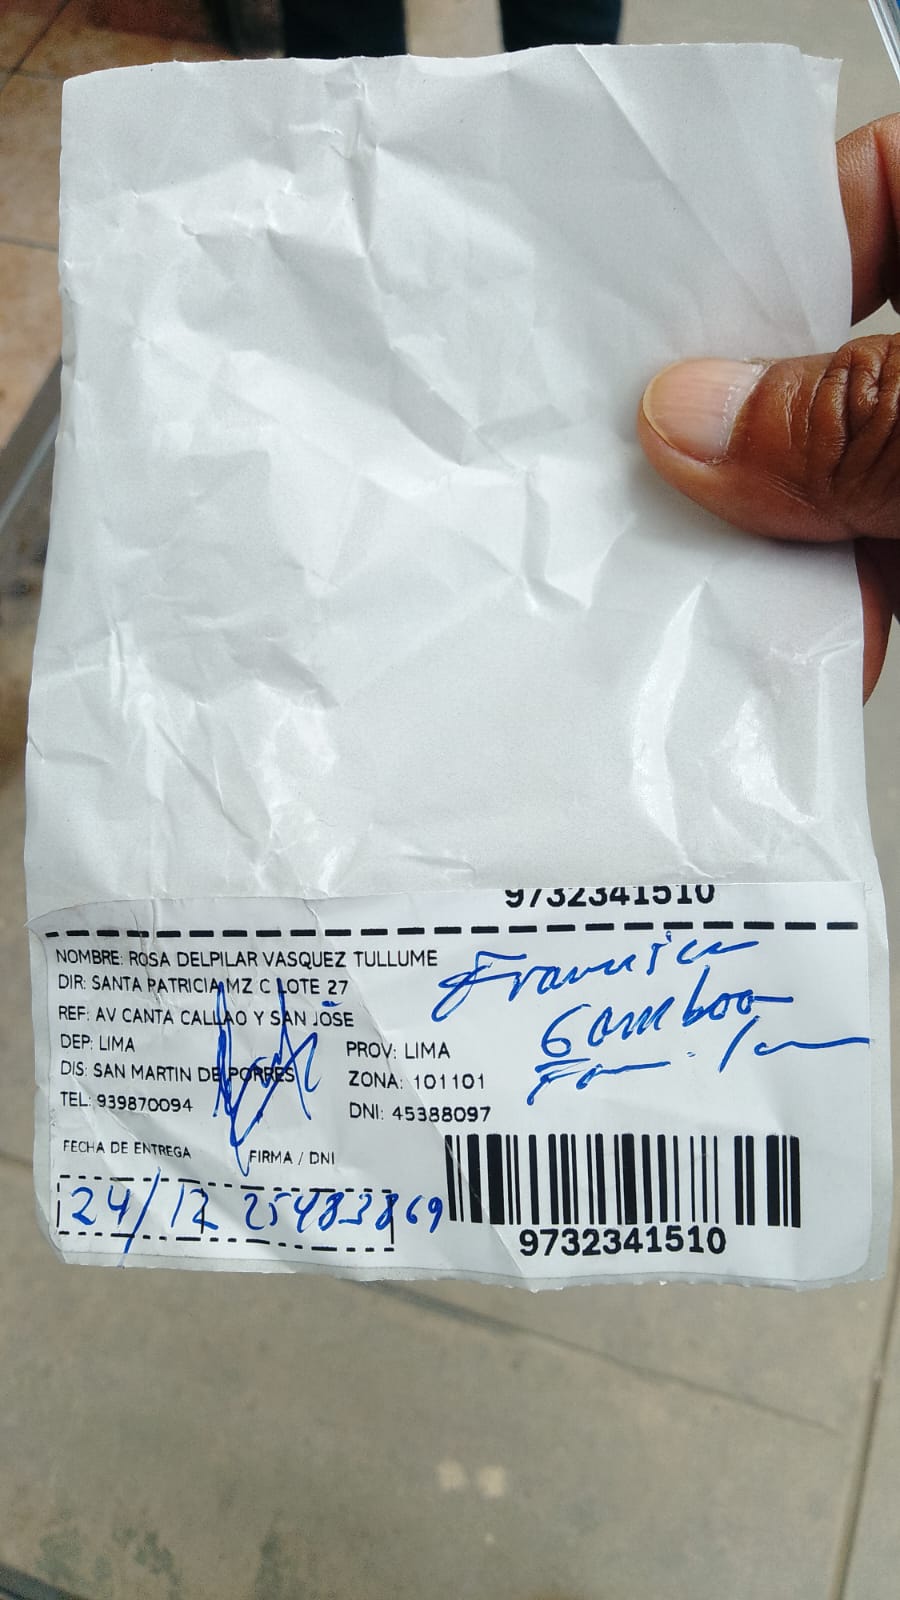 9732341510
NOMBRE: ROSA DELPILAR VASQUEZ TULLUME
DIR: SANTA PATRICIA MZ C LOTE 27
REF: AV CANTA CALLAO Y SAN JOSE
DEP: LIMA
PROV: LIMA
DIS: SAN MARTIN DE PORRES
ZONA: 101101
TEL: 939870094
DNI: 45388097
Francisca
Gamboa
FECHA DE ENTREGA
FIRMA / DNI
24/12 25483869
9732341510